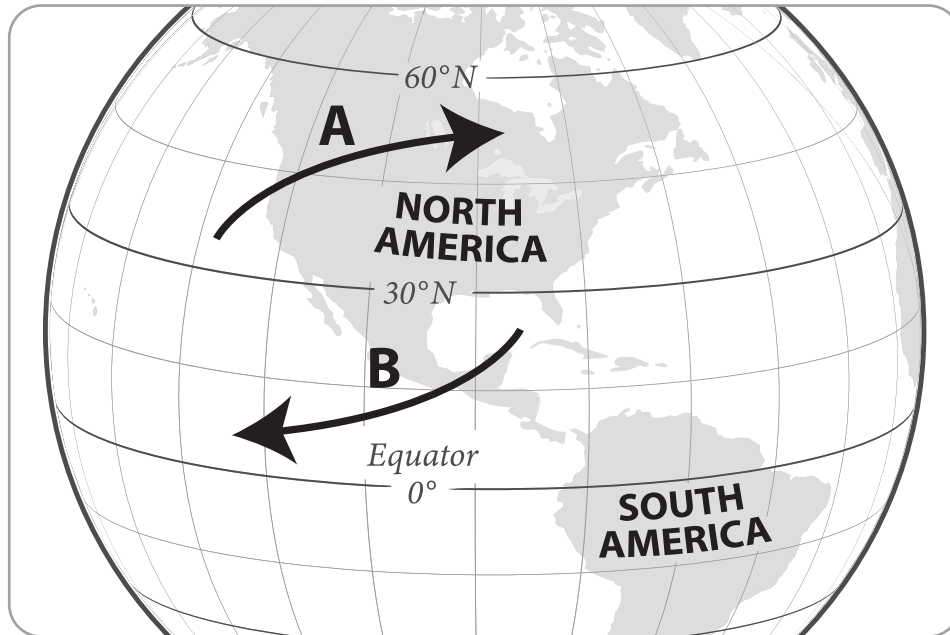 60°N
A
NORTH
AMERICA
30°N
B
Equator
0°
SOUTH
AMERICA